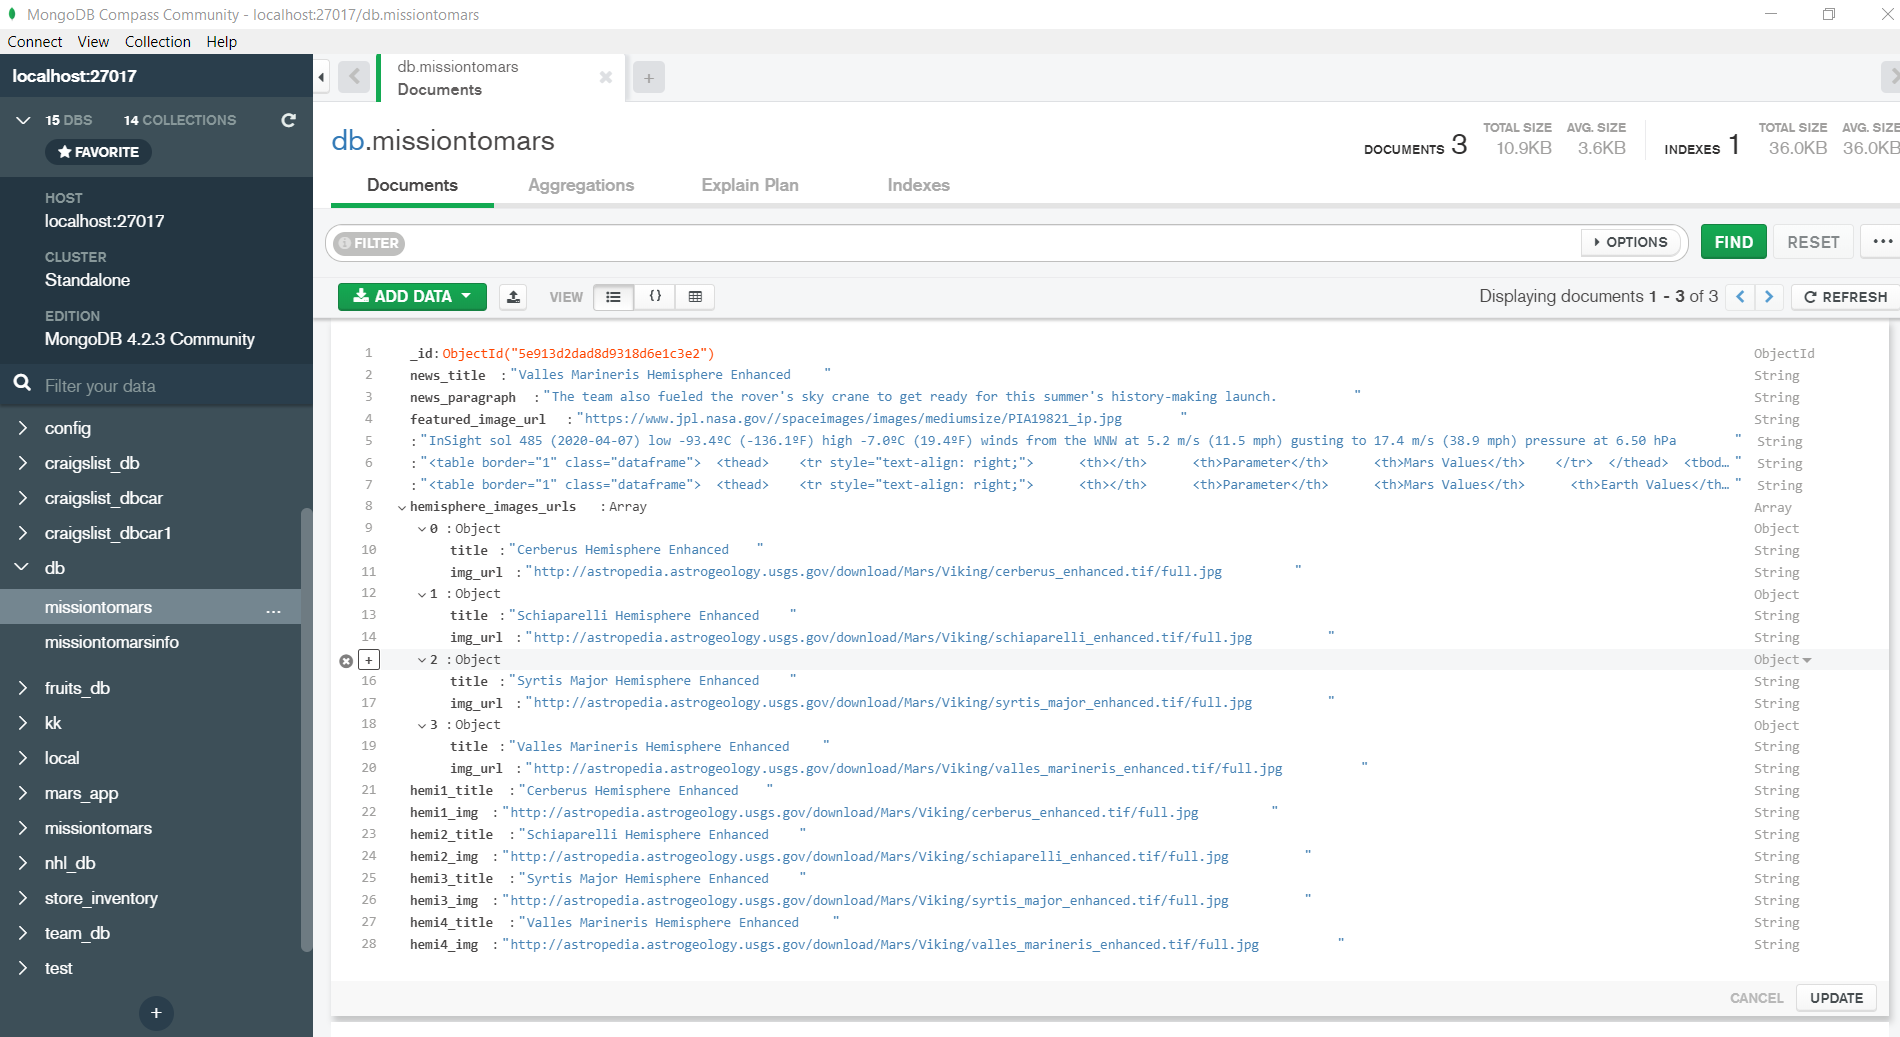 MongoDB Compass Community - localhost:27017/db.missiontomars
Connect View Collection Help
localhost:27017
15 DBS 14 COLLECTIONS
FAVORITE
HOST
localhost:27017
CLUSTER
Standalone
EDITION
MongoDB 4.2.3 Community
Filter your data
config
craigslist_db
craigslist_dbcar
craigslist_dbcar1
db
missiontomars ...
missiontomarsinfo
fruits_db
kk
local
mars_app
missiontomars
nhl_db
store_inventory
team_db
test
+
db.missiontomars
Documents
+
db.missiontomars
DOCUMENTS 3 TOTAL SIZE 10.9KB AVG. SIZE 3.6KB INDEXES 1 TOTAL SIZE 36.0KB AVG. SIZE 36.0KB
Documents Aggregations Explain Plan Indexes
FILTER OPTIONS FIND RESET ...
ADD DATA VIEW {} Displaying documents 1 - 3 of 3 < > REFRESH
1 _id: ObjectId("5e913d2dad8d9318d6e1c3e2") ObjectId
2 news_title : "Valles Marineris Hemisphere Enhanced " String
3 news_paragraph : "The team also fueled the rover's sky crane to get ready for this summer's history-making launch. " String
4 featured_image_url : "https://www.jpl.nasa.gov//spaceimages/images/mediumsize/PIA19821_ip.jpg " String
5 : "InSight sol 485 (2020-04-07) low -93.4ºC (-136.1ºF) high -7.0ºC (19.4ºF) winds from the WNW at 5.2 m/s (11.5 mph) gusting to 17.4 m/s (38.9 mph) pressure at 6.50 hPa " String
6 : "<table border="1" class="dataframe"> <thead> <tr style="text-align: right;"> <th></th> <th>Parameter</th> <th>Mars Values</th> </tr> </thead> <tbod… " String
7 : "<table border="1" class="dataframe"> <thead> <tr style="text-align: right;"> <th></th> <th>Parameter</th> <th>Mars Values</th> <th>Earth Values</th… " String
8 hemisphere_images_urls : Array Array
9 0 : Object Object
10 title : "Cerberus Hemisphere Enhanced " String
11 img_url : "http://astropedia.astrogeology.usgs.gov/download/Mars/Viking/cerberus_enhanced.tif/full.jpg " String
12 1 : Object Object
13 title : "Schiaparelli Hemisphere Enhanced " String
14 img_url : "http://astropedia.astrogeology.usgs.gov/download/Mars/Viking/schiaparelli_enhanced.tif/full.jpg " String
+ 2 : Object Object
16 title : "Syrtis Major Hemisphere Enhanced " String
17 img_url : "http://astropedia.astrogeology.usgs.gov/download/Mars/Viking/syrtis_major_enhanced.tif/full.jpg " String
18 3 : Object Object
19 title : "Valles Marineris Hemisphere Enhanced " String
20 img_url : "http://astropedia.astrogeology.usgs.gov/download/Mars/Viking/valles_marineris_enhanced.tif/full.jpg " String
21 hemi1_title : "Cerberus Hemisphere Enhanced " String
22 hemi1_img : "http://astropedia.astrogeology.usgs.gov/download/Mars/Viking/cerberus_enhanced.tif/full.jpg " String
23 hemi2_title : "Schiaparelli Hemisphere Enhanced " String
24 hemi2_img : "http://astropedia.astrogeology.usgs.gov/download/Mars/Viking/schiaparelli_enhanced.tif/full.jpg " String
25 hemi3_title : "Syrtis Major Hemisphere Enhanced " String
26 hemi3_img : "http://astropedia.astrogeology.usgs.gov/download/Mars/Viking/syrtis_major_enhanced.tif/full.jpg " String
27 hemi4_title : "Valles Marineris Hemisphere Enhanced " String
28 hemi4_img : "http://astropedia.astrogeology.usgs.gov/download/Mars/Viking/valles_marineris_enhanced.tif/full.jpg " String
CANCEL UPDATE